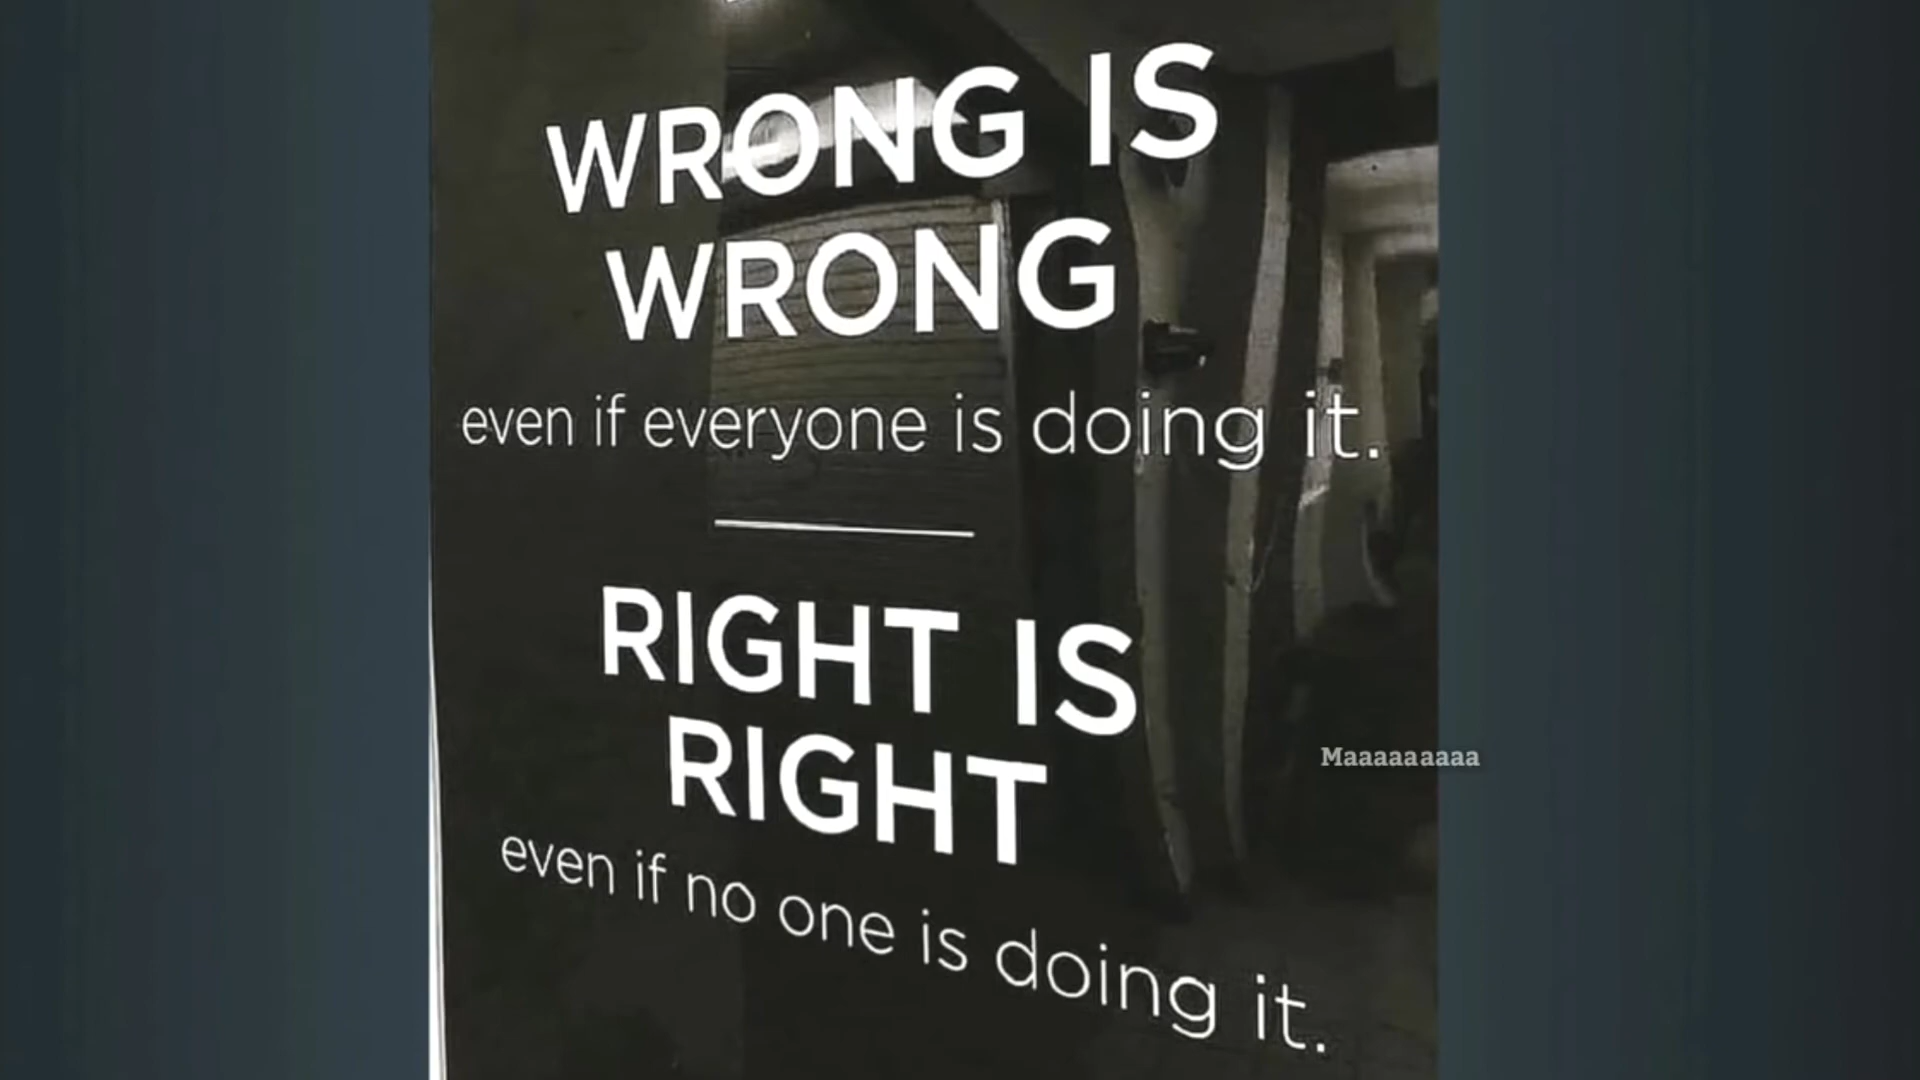 WRONG IS
WRONG
even if everyone is doing it.
RIGHT IS
RIGHT
even if no one is doing it.
Maaaaaaaaa